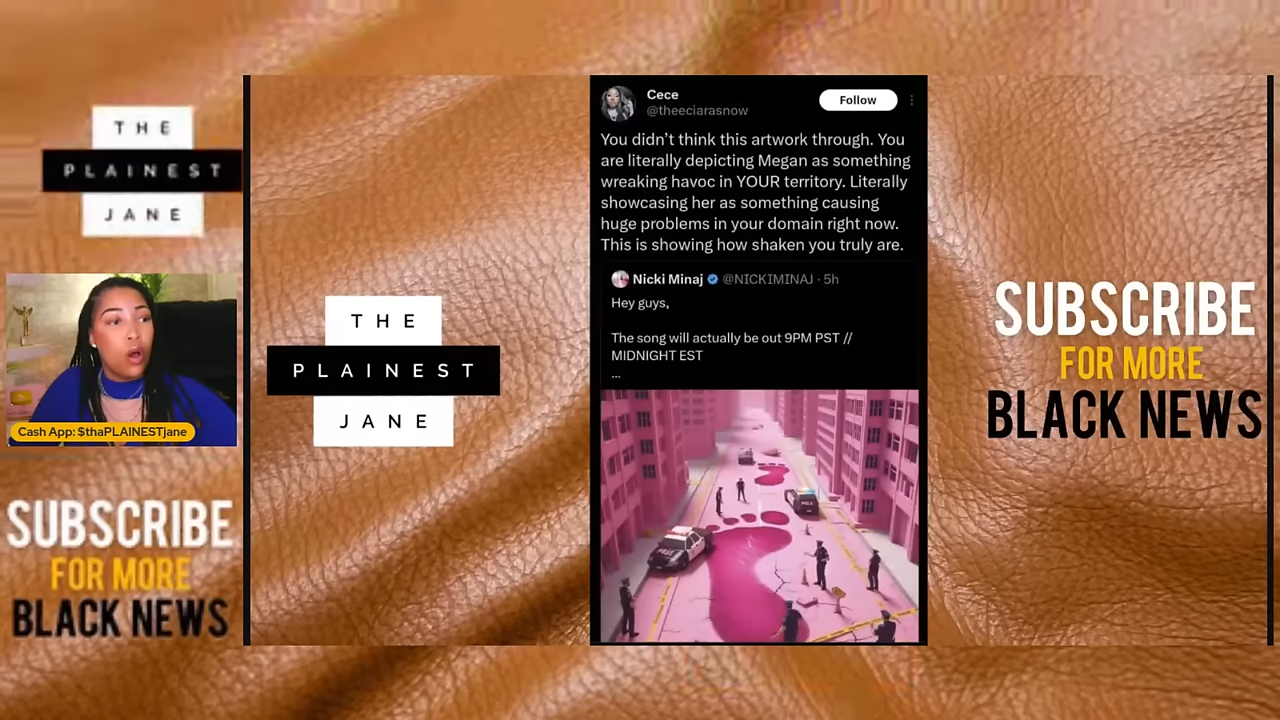 THE
PLAINEST
JANE
Cash App: $thaPLAINESTjane
SUBSCRIBE
FOR MORE
BLACK NEWS
THE
PLAINEST
JANE
Cece
@theeciarasnow
Follow
You didn’t think this artwork through. You
are literally depicting Megan as something
wreaking havoc in YOUR territory. Literally
showcasing her as something causing
huge problems in your domain right now.
This is showing how shaken you truly are.
Nicki Minaj @NICKIMINAJ · 5h
Hey guys,
The song will actually be out 9PM PST //
MIDNIGHT EST
...
SUBSCRIBE
FOR MORE
BLACK NEWS